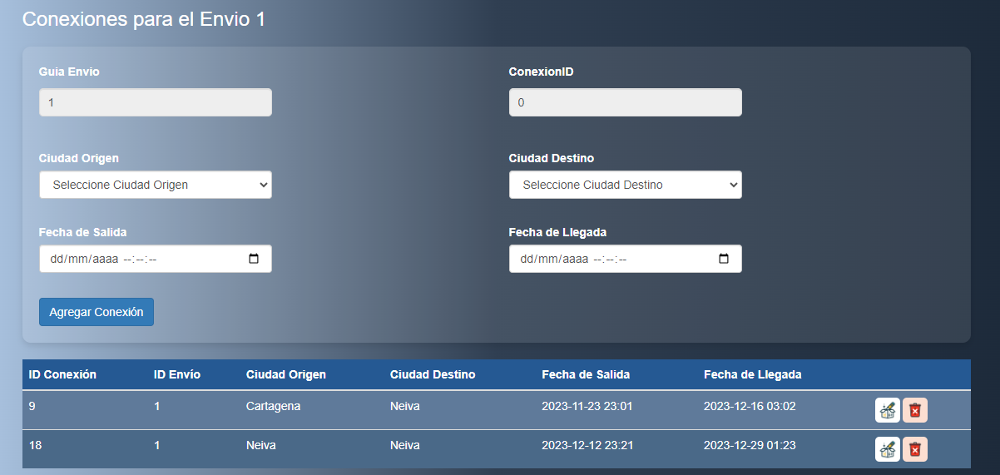 Conexiones para el Envio 1
Guia Envio ConexionID
1 0
Ciudad Origen Ciudad Destino
Seleccione Ciudad Origen Seleccione Ciudad Destino
Fecha de Salida Fecha de Llegada
dd/mm/aaaa --:--:-- dd/mm/aaaa --:--:--
Agregar Conexión
ID Conexión ID Envío Ciudad Origen Ciudad Destino Fecha de Salida Fecha de Llegada
9 1 Cartagena Neiva 2023-11-23 23:01 2023-12-16 03:02
18 1 Neiva Neiva 2023-12-12 23:21 2023-12-29 01:23